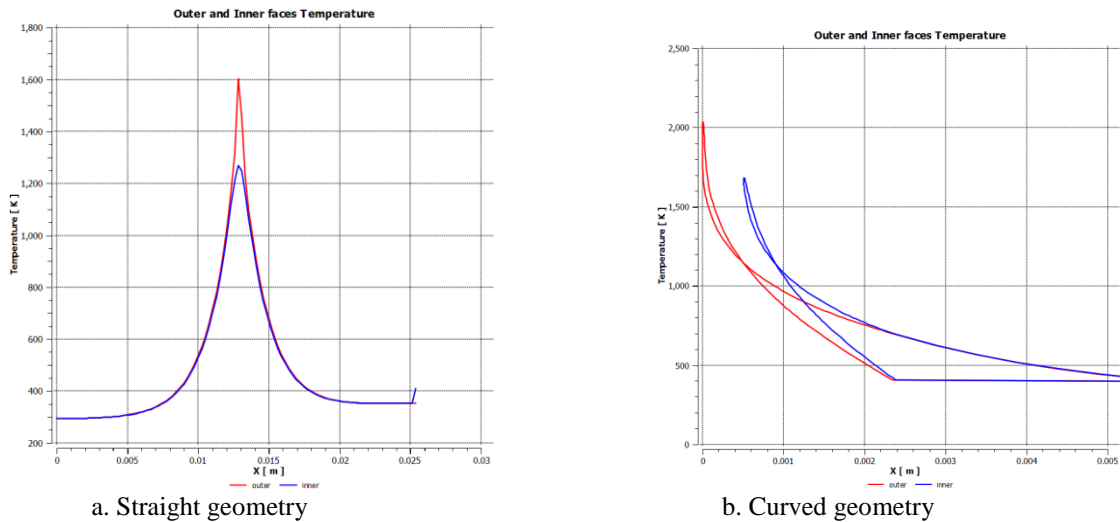 Outer and Inner faces Temperature
1,800
1,600
1,400
1,200
1,000
800
600
400
200
Temperature [ K ]
0
0.005
0.01
0.015
0.02
0.025
0.03
X [ m ]
outer inner
a. Straight geometry
Outer and Inner faces Temperature
2,500
2,000
1,500
1,000
500
0
Temperature [ K ]
0
0.001
0.002
0.003
0.004
0.005
X [ m ]
outer inner
b. Curved geometry